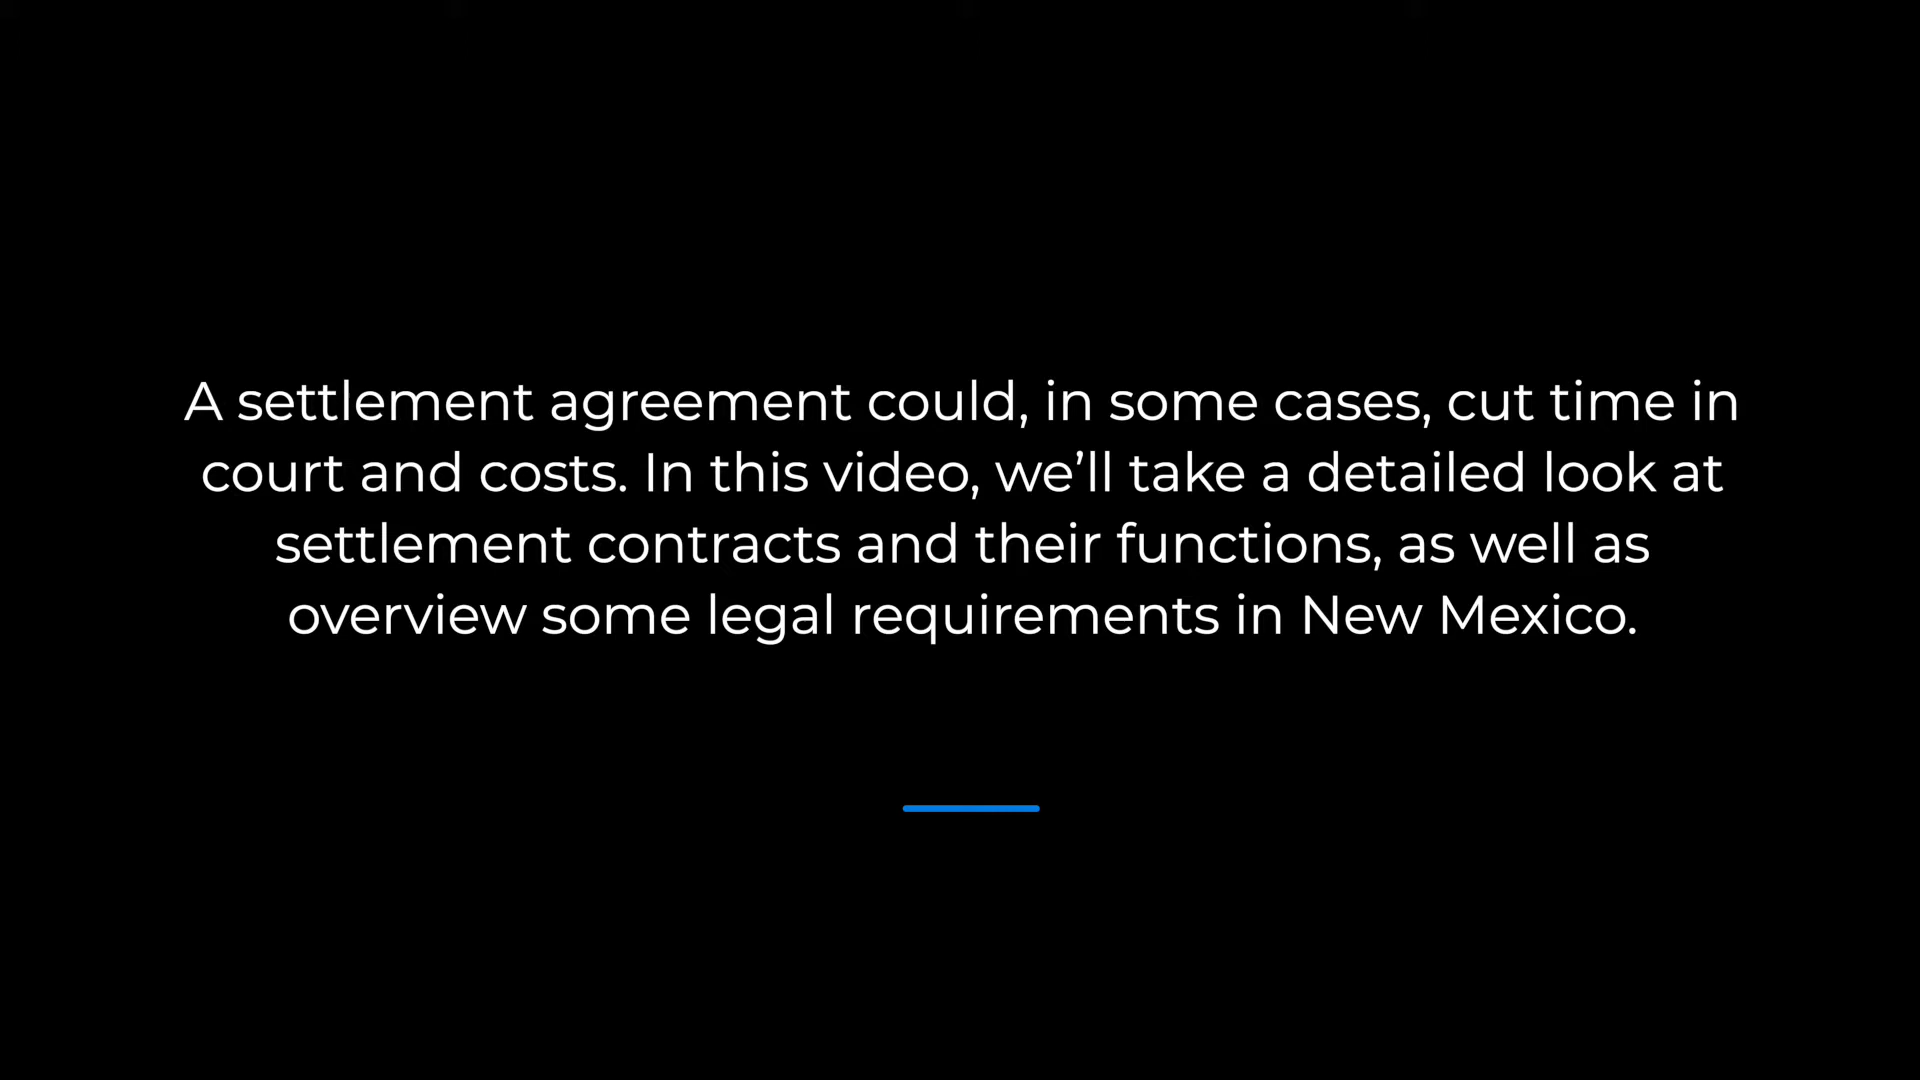 A settlement agreement could, in some cases, cut time in
court and costs. In this video, we’ll take a detailed look at
settlement contracts and their functions, as well as
overview some legal requirements in New Mexico.